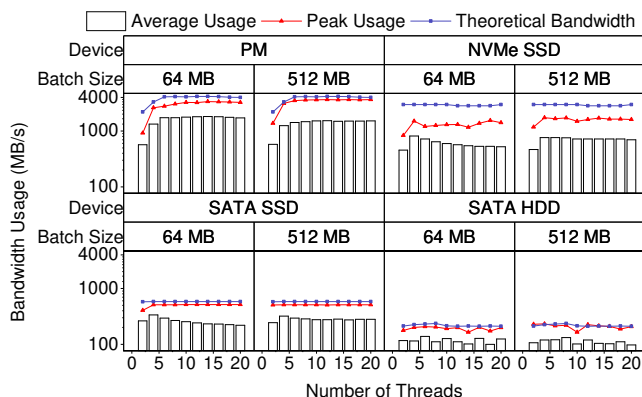 Average Usage Peak Usage Theoretical Bandwidth
Device PM NVMe SSD
Batch Size 64 MB 512 MB 64 MB 512 MB
4000
1000
100
Device SATA SSD SATA HDD
Batch Size 64 MB 512 MB 64 MB 512 MB
4000
1000
100
0 5 10 15 20 0 5 10 15 20 0 5 10 15 20 0 5 10 15 20
Number of Threads
Bandwidth Usage (MB/s)